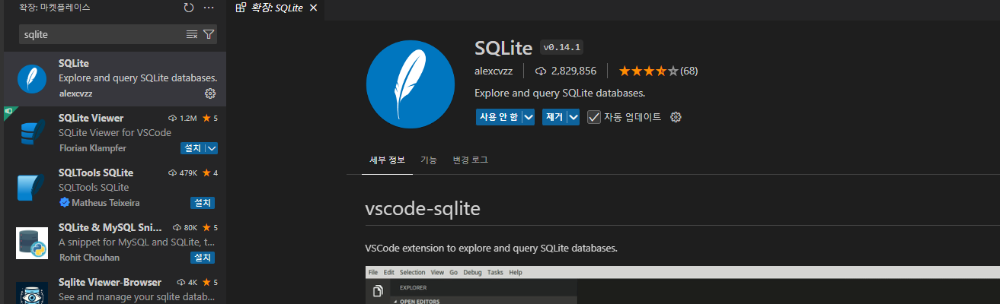 확장: 마켓플레이스
sqlite
SQLite
Explore and query SQLite databases.
alexcvzz
SQLite Viewer 1.2M ★ 5
SQLite Viewer for VSCode
Florian Klampfer 설치
SQLTools SQLite 479K ★ 4
SQLTools SQLite
Matheus Teixeira 설치
SQLite & MySQL Sni... 80K ★ 5
A snippet for MySQL and SQLite, t...
Rohit Chouhan 설치
Sqlite Viewer-Browser 4K ★ 5
See and manage your sqlite datab...
확장: SQLite
SQLite v0.14.1
alexcvzz 2,829,856 (68)
Explore and query SQLite databases.
사용 안 함 제거 자동 업데이트
세부 정보 기능 변경 로그
vscode-sqlite
VSCode extension to explore and query SQLite databases.
File Edit Selection View Go Debug Tasks Help
EXPLORER
OPEN EDITORS